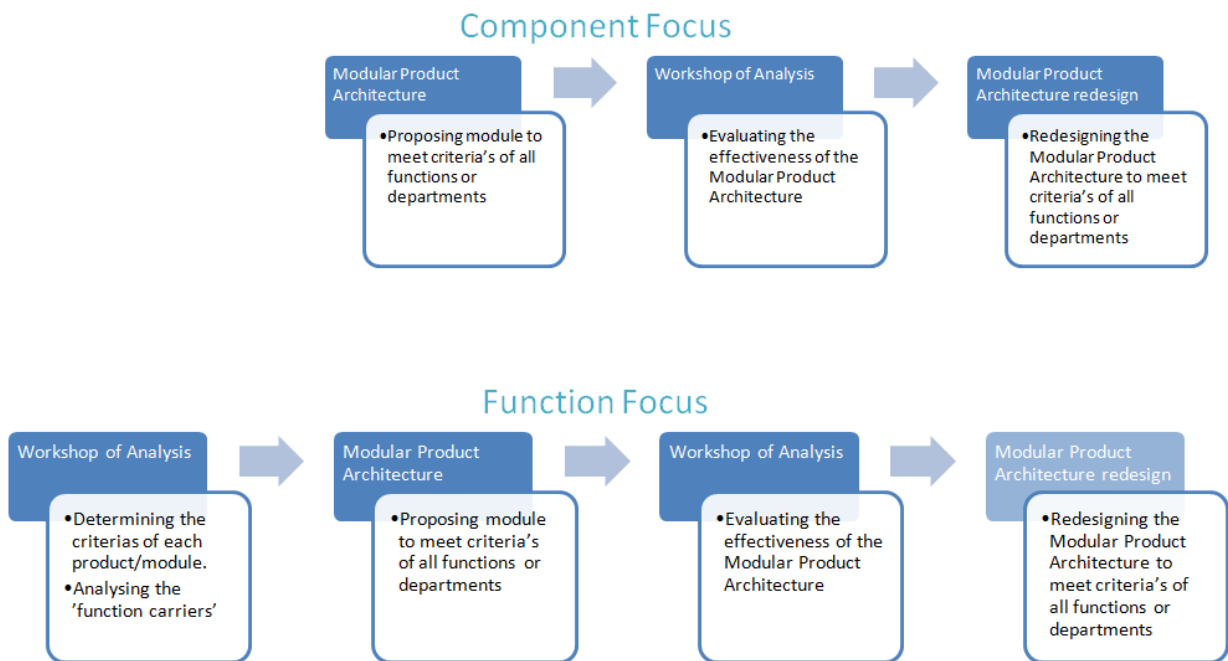 Component Focus
Modular Product
Architecture
•Proposing module to
meet criteria's of all
functions or
departments
Workshop of Analysis
•Evaluating the
effectiveness of the
Modular Product
Architecture
Modular Product
Architecture redesign
•Redesigning the
Modular Product
Architecture to meet
criteria's of all
functions or
departments
Function Focus
Workshop of Analysis
•Determining the
criterias of each
product/module.
•Analysing the
'function carriers'
Modular Product
Architecture
•Proposing module
to meet criteria's
of all functions or
departments
Workshop of Analysis
•Evaluating the
effectiveness of the
Modular Product
Architecture
Modular Product
Architecture redesign
•Redesigning the
Modular Product
Architecture to
meet criteria's of
all functions or
departments